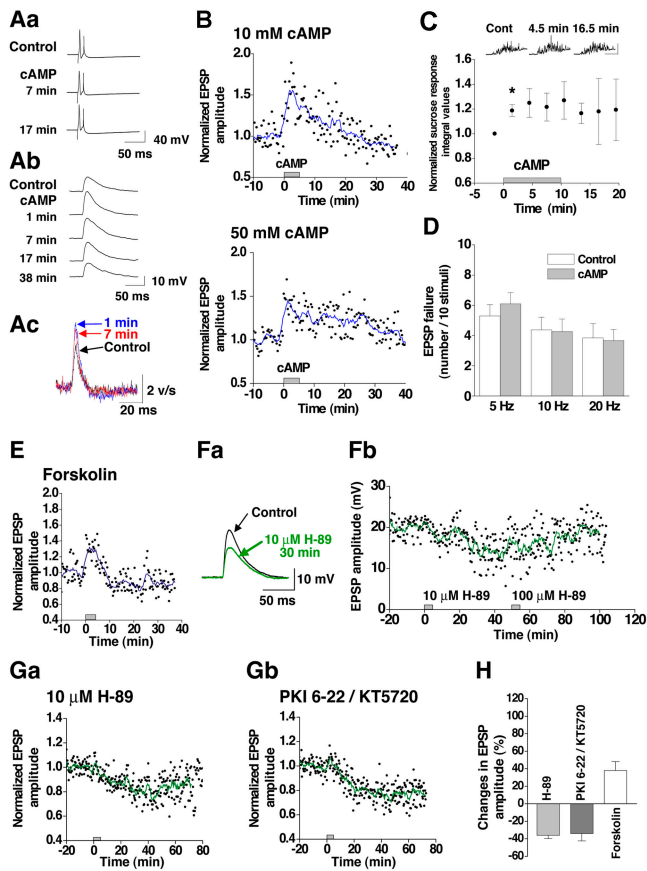 Aa
Control
cAMP
7 min
17 min
40 mV
50 ms
Ab
Control
cAMP
1 min
7 min
17 min
38 min
10 mV
50 ms
Ac
1 min
7 min
Control
2 v/s
20 ms
B
10 mM cAMP
Normalized EPSP
amplitude
2.0
1.5
1.0
0.5
cAMP
-10 0 10 20 30 40
Time (min)
50 mM cAMP
Normalized EPSP
amplitude
2.0
1.5
1.0
0.5
cAMP
-10 0 10 20 30 40
Time (min)
C
Cont 4.5 min 16.5 min
Normalized sucrose response
integral values
1.6
1.4
1.2
1.0
0.8
0.6
*
cAMP
-5 0 5 10 15 20
Time (min)
D
EPSP failure
(number / 10 stimuli)
10
8
6
4
2
0
Control
cAMP
5 Hz 10 Hz 20 Hz
E
Forskolin
Normalized EPSP
amplitude
2.0
1.8
1.6
1.4
1.2
1.0
0.8
0.6
0.4
-10 0 10 20 30 40
Time (min)
Fa
Control
10 μM H-89
30 min
10 mV
50 ms
Fb
EPSP amplitude (mV)
30
20
10
0
10 μM H-89
100 μM H-89
-20 0 20 40 60 80 100 120
Time (min)
Ga
10 μM H-89
Normalized EPSP
amplitude
1.4
1.2
1.0
0.8
0.6
0.4
-20 0 20 40 60 80
Time (min)
Gb
PKI 6-22 / KT5720
Normalized EPSP
amplitude
1.4
1.2
1.0
0.8
0.6
0.4
-20 0 20 40 60 80
Time (min)
H
Changes in EPSP
amplitude (%)
120
100
80
60
40
20
0
-20
-40
-60
H-89
PKI 6-22 / KT5720
Forskolin